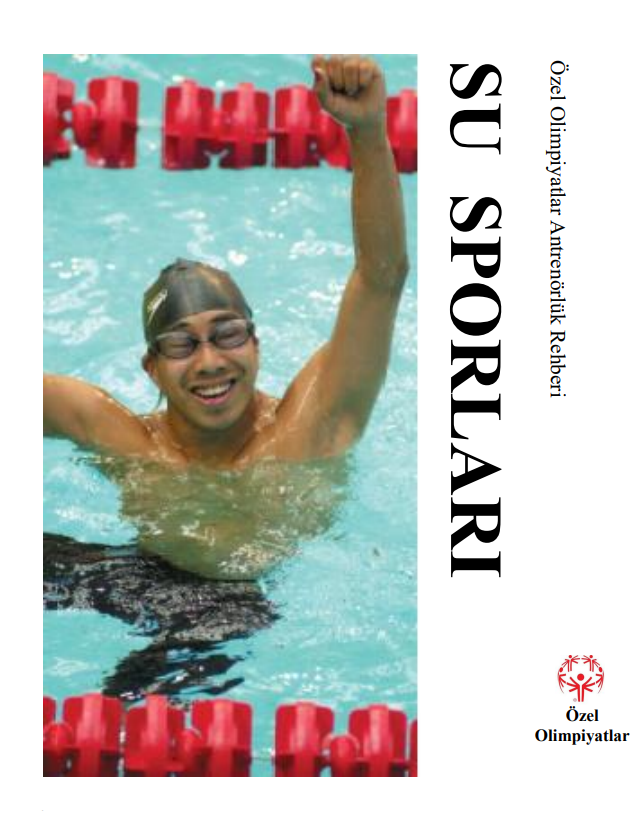 Özel Olimpiyatlar Antrenörlük Rehberi
SU SPORLARI
Özel
Olimpiyatlar